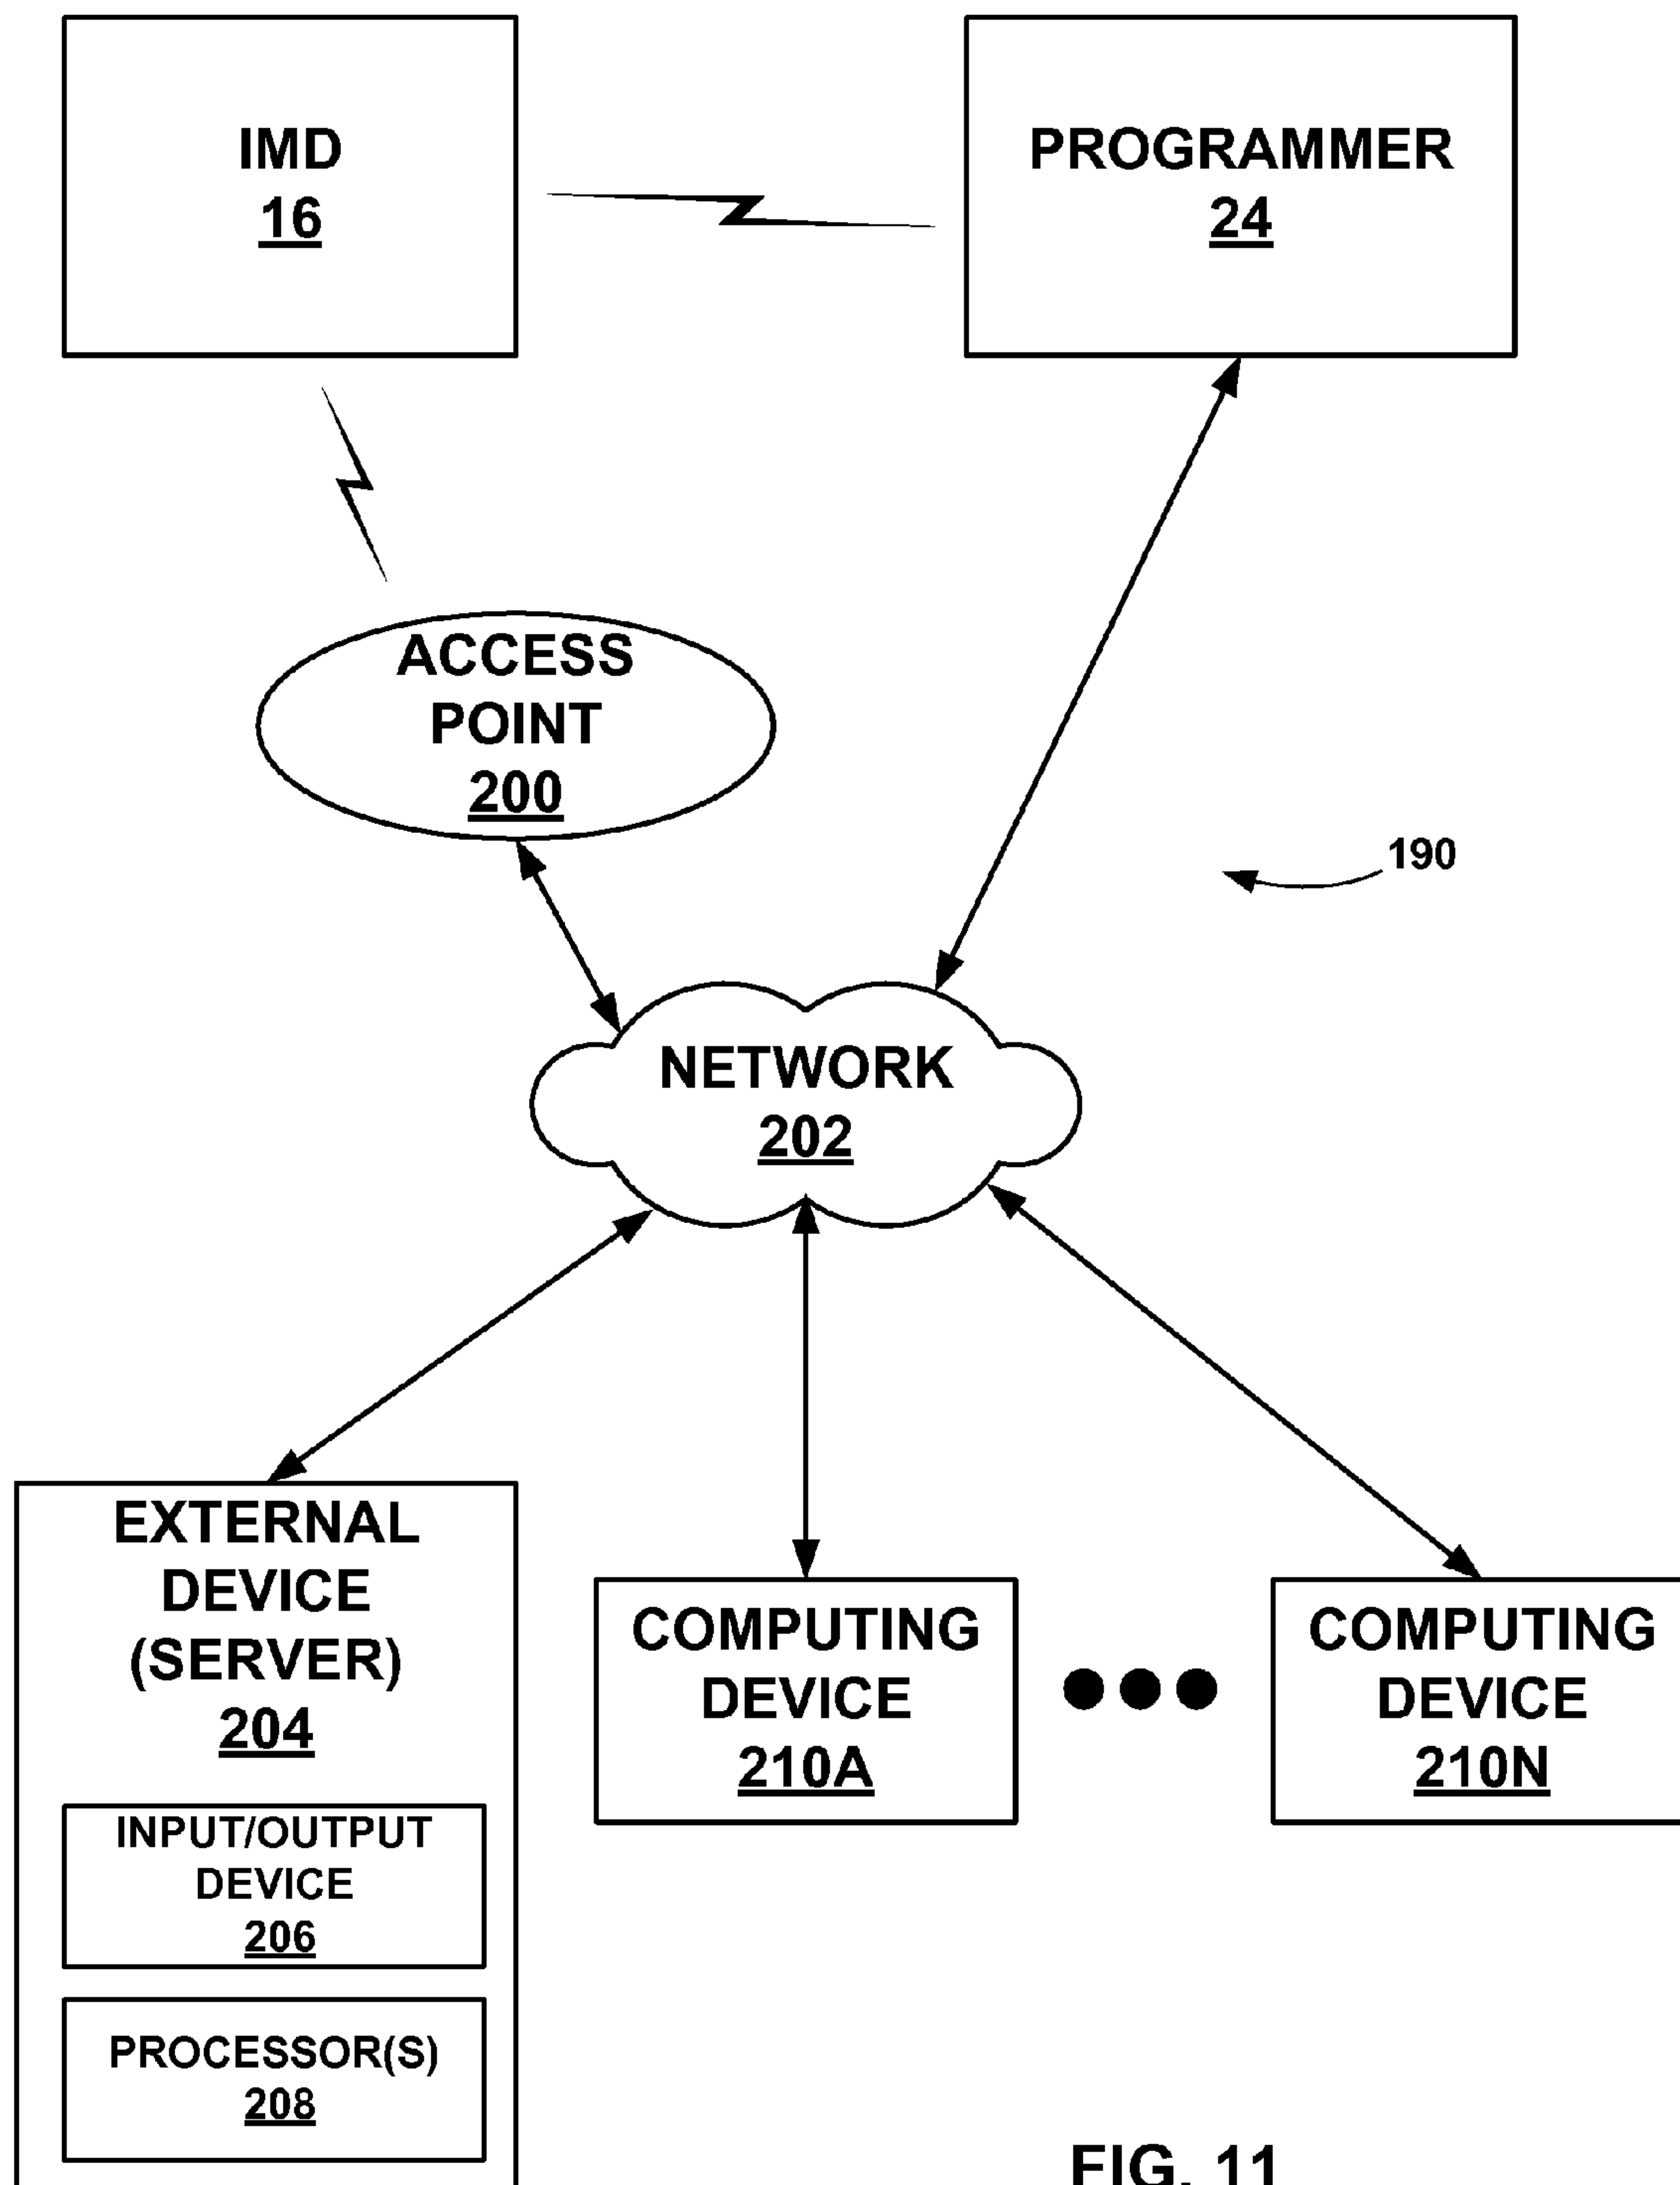 IMD
16
PROGRAMMER
24
ACCESS
POINT
200
190
NETWORK
202
EXTERNAL
DEVICE
(SERVER)
204
INPUT/OUTPUT
DEVICE
206
PROCESSOR(S)
208
COMPUTING
DEVICE
210A
COMPUTING
DEVICE
210N
FIG. 11